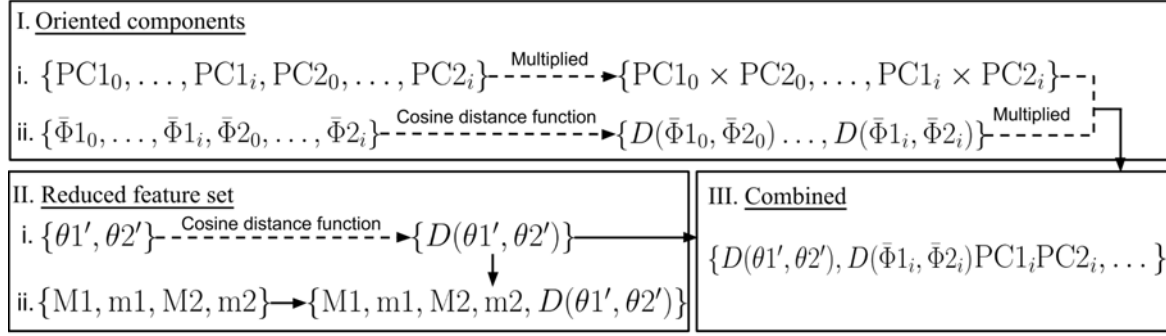 I. Oriented components
i. {PC1₀, . . . , PC1ᵢ, PC2₀, . . . , PC2ᵢ} Multiplied {PC1₀ × PC2₀, . . . , PC1ᵢ × PC2ᵢ}
ii. {Φ̄1₀, . . . , Φ̄1ᵢ, Φ̄2₀, . . . , Φ̄2ᵢ} Cosine distance function {D(Φ̄1₀, Φ̄2₀) . . . , D(Φ̄1ᵢ, Φ̄2ᵢ)} Multiplied
II. Reduced feature set
i. {θ1′, θ2′} Cosine distance function {D(θ1′, θ2′)}
ii. {M1, m1, M2, m2} {M1, m1, M2, m2, D(θ1′, θ2′)}
III. Combined
{D(θ1′, θ2′), D(Φ̄1ᵢ, Φ̄2ᵢ)PC1ᵢPC2ᵢ, . . . }